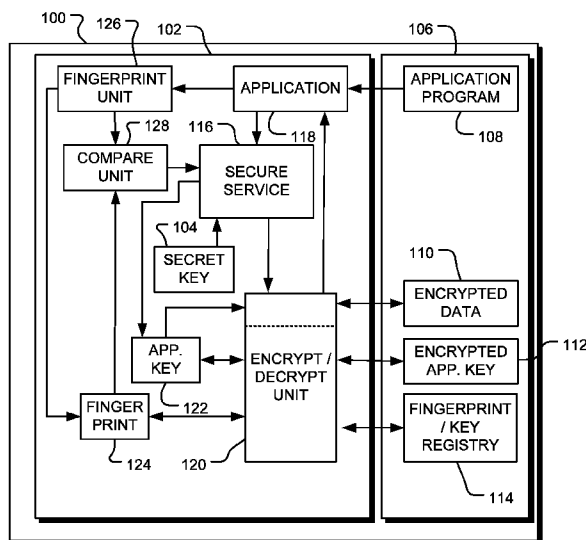 100
126
102
106
FINGERPRINT
UNIT
APPLICATION
APPLICATION
PROGRAM
128
116
118
108
COMPARE
UNIT
SECURE
SERVICE
104
SECRET
KEY
110
ENCRYPTED
DATA
APP.
KEY
ENCRYPT /
DECRYPT
UNIT
ENCRYPTED
APP. KEY
112
122
FINGER
PRINT
FINGERPRINT
/ KEY
REGISTRY
124
120
114